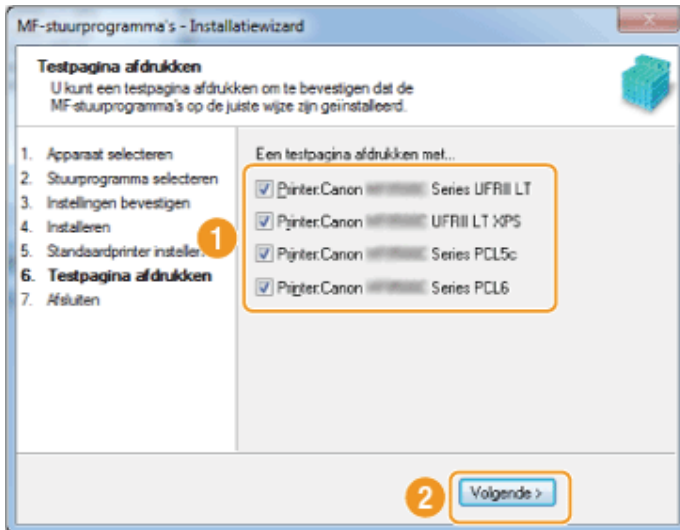 MF-stuurprogramma's - Installatiewizard
Testpagina afdrukken
U kunt een testpagina afdrukken om te bevestigen dat de
MF-stuurprogramma's op de juiste wijze zijn geïnstalleerd.
1. Apparaat selecteren
2. Stuurprogramma selecteren
3. Instellingen bevestigen
4. Installeren
5. Standaardprinter instellen
6. Testpagina afdrukken
7. Afsluiten
Een testpagina afdrukken met...
1
Printer:Canon Series UFRII LT
Printer:Canon UFRII LT XPS
Printer:Canon Series PCL5c
Printer:Canon Series PCL6
2
Volgende >